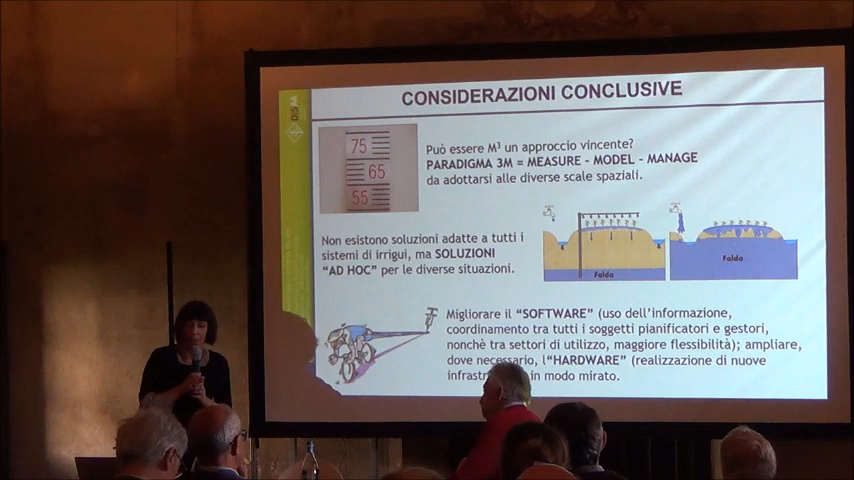 CONSIDERAZIONI CONCLUSIVE
DiSAA
75
65
55
Può essere M³ un approccio vincente?
PARADIGMA 3M = MEASURE - MODEL - MANAGE
da adottarsi alle diverse scale spaziali.
Non esistono soluzioni adatte a tutti i
sistemi di irrigui, ma SOLUZIONI
"AD HOC" per le diverse situazioni.
Falda
Falda
Migliorare il "SOFTWARE" (uso dell'informazione,
coordinamento tra tutti i soggetti pianificatori e gestori,
nonchè tra settori di utilizzo, maggiore flessibilità); ampliare,
dove necessario, l'"HARDWARE" (realizzazione di nuove
infrast in modo mirato.